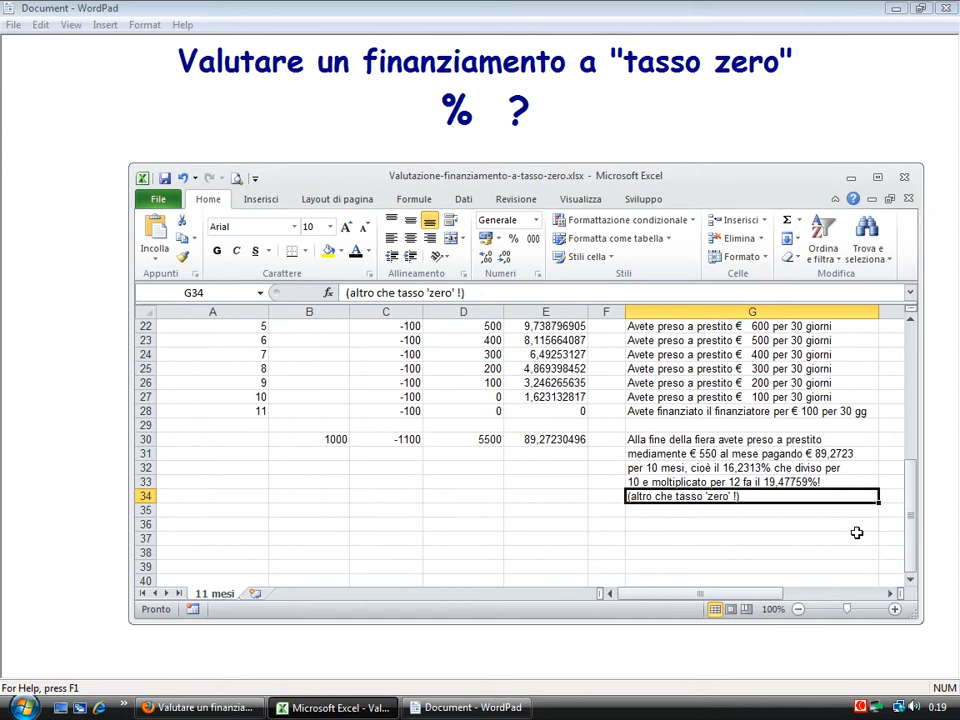 Document - WordPad
File Edit View Insert Format Help
Valutare un finanziamento a "tasso zero"
% ?
Valutazione-finanziamento-a-tasso-zero.xlsx - Microsoft Excel
File Home Inserisci Layout di pagina Formule Dati Revisione Visualizza Sviluppo
Incolla
Arial 10
G C S
Generale
% 000
Formattazione condizionale
Formatta come tabella
Stili cella
Inserisci
Elimina
Formato
Ordina e filtra
Trova e seleziona
Appunti Carattere Allineamento Numeri Stili Celle Modifica
G34 fx (altro che tasso 'zero' !)
A B C D E F G
22 5 -100 500 9,738796905 Avete preso a prestito € 600 per 30 giorni
23 6 -100 400 8,115664087 Avete preso a prestito € 500 per 30 giorni
24 7 -100 300 6,49253127 Avete preso a prestito € 400 per 30 giorni
25 8 -100 200 4,869398452 Avete preso a prestito € 300 per 30 giorni
26 9 -100 100 3,246265635 Avete preso a prestito € 200 per 30 giorni
27 10 -100 0 1,623132817 Avete preso a prestito € 100 per 30 giorni
28 11 -100 0 0 Avete finanziato il finanziatore per € 100 per 30 gg
29
30 1000 -1100 5500 89,27230496 Alla fine della fiera avete preso a prestito
31 mediamente € 550 al mese pagando € 89,2723
32 per 10 mesi, cioè il 16,2313% che diviso per
33 10 e moltiplicato per 12 fa il 19,47759%!
34 (altro che tasso 'zero' !)
35
36
37
38
39
40
11 mesi
Pronto 100%
For Help, press F1 NUM
Valutare un finanzia... Microsoft Excel - Val... Document - WordPad 0.19